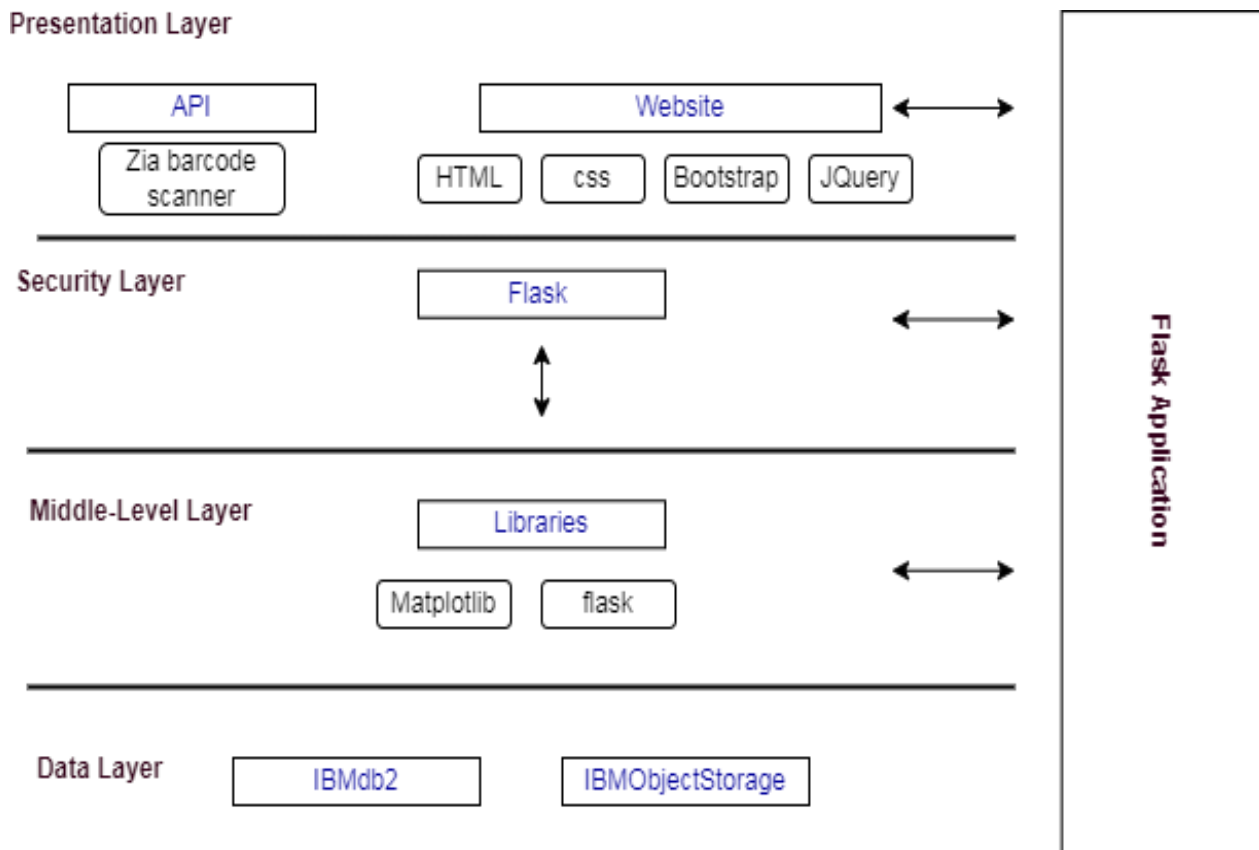 Presentation Layer
API
Website
Zia barcode
scanner
HTML
css
Bootstrap
JQuery
Security Layer
Flask
Middle-Level Layer
Libraries
Matplotlib
flask
Data Layer
IBMdb2
IBMObjectStorage
Flask Application